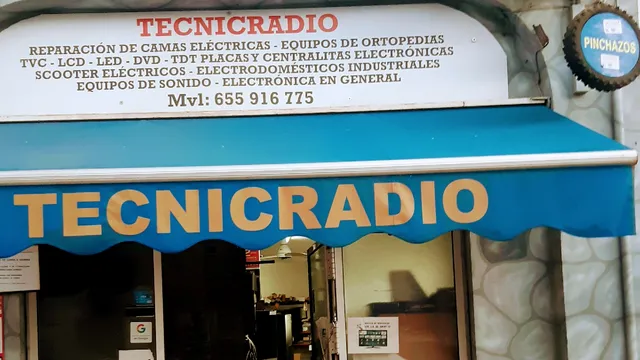 TECNICRADIO
REPARACIÓN DE CAMAS ELÉCTRICAS - EQUIPOS DE ORTOPEDIAS
TVC - LCD - LED - DVD - TDT PLACAS Y CENTRALITAS ELECTRÓNICAS
SCOOTER ELÉCTRICOS - ELECTRODOMÉSTICOS INDUSTRIALES
EQUIPOS DE SONIDO - ELECTRÓNICA EN GENERAL
Mvl: 655 916 775
PINCHAZOS
TECNICRADIO
G